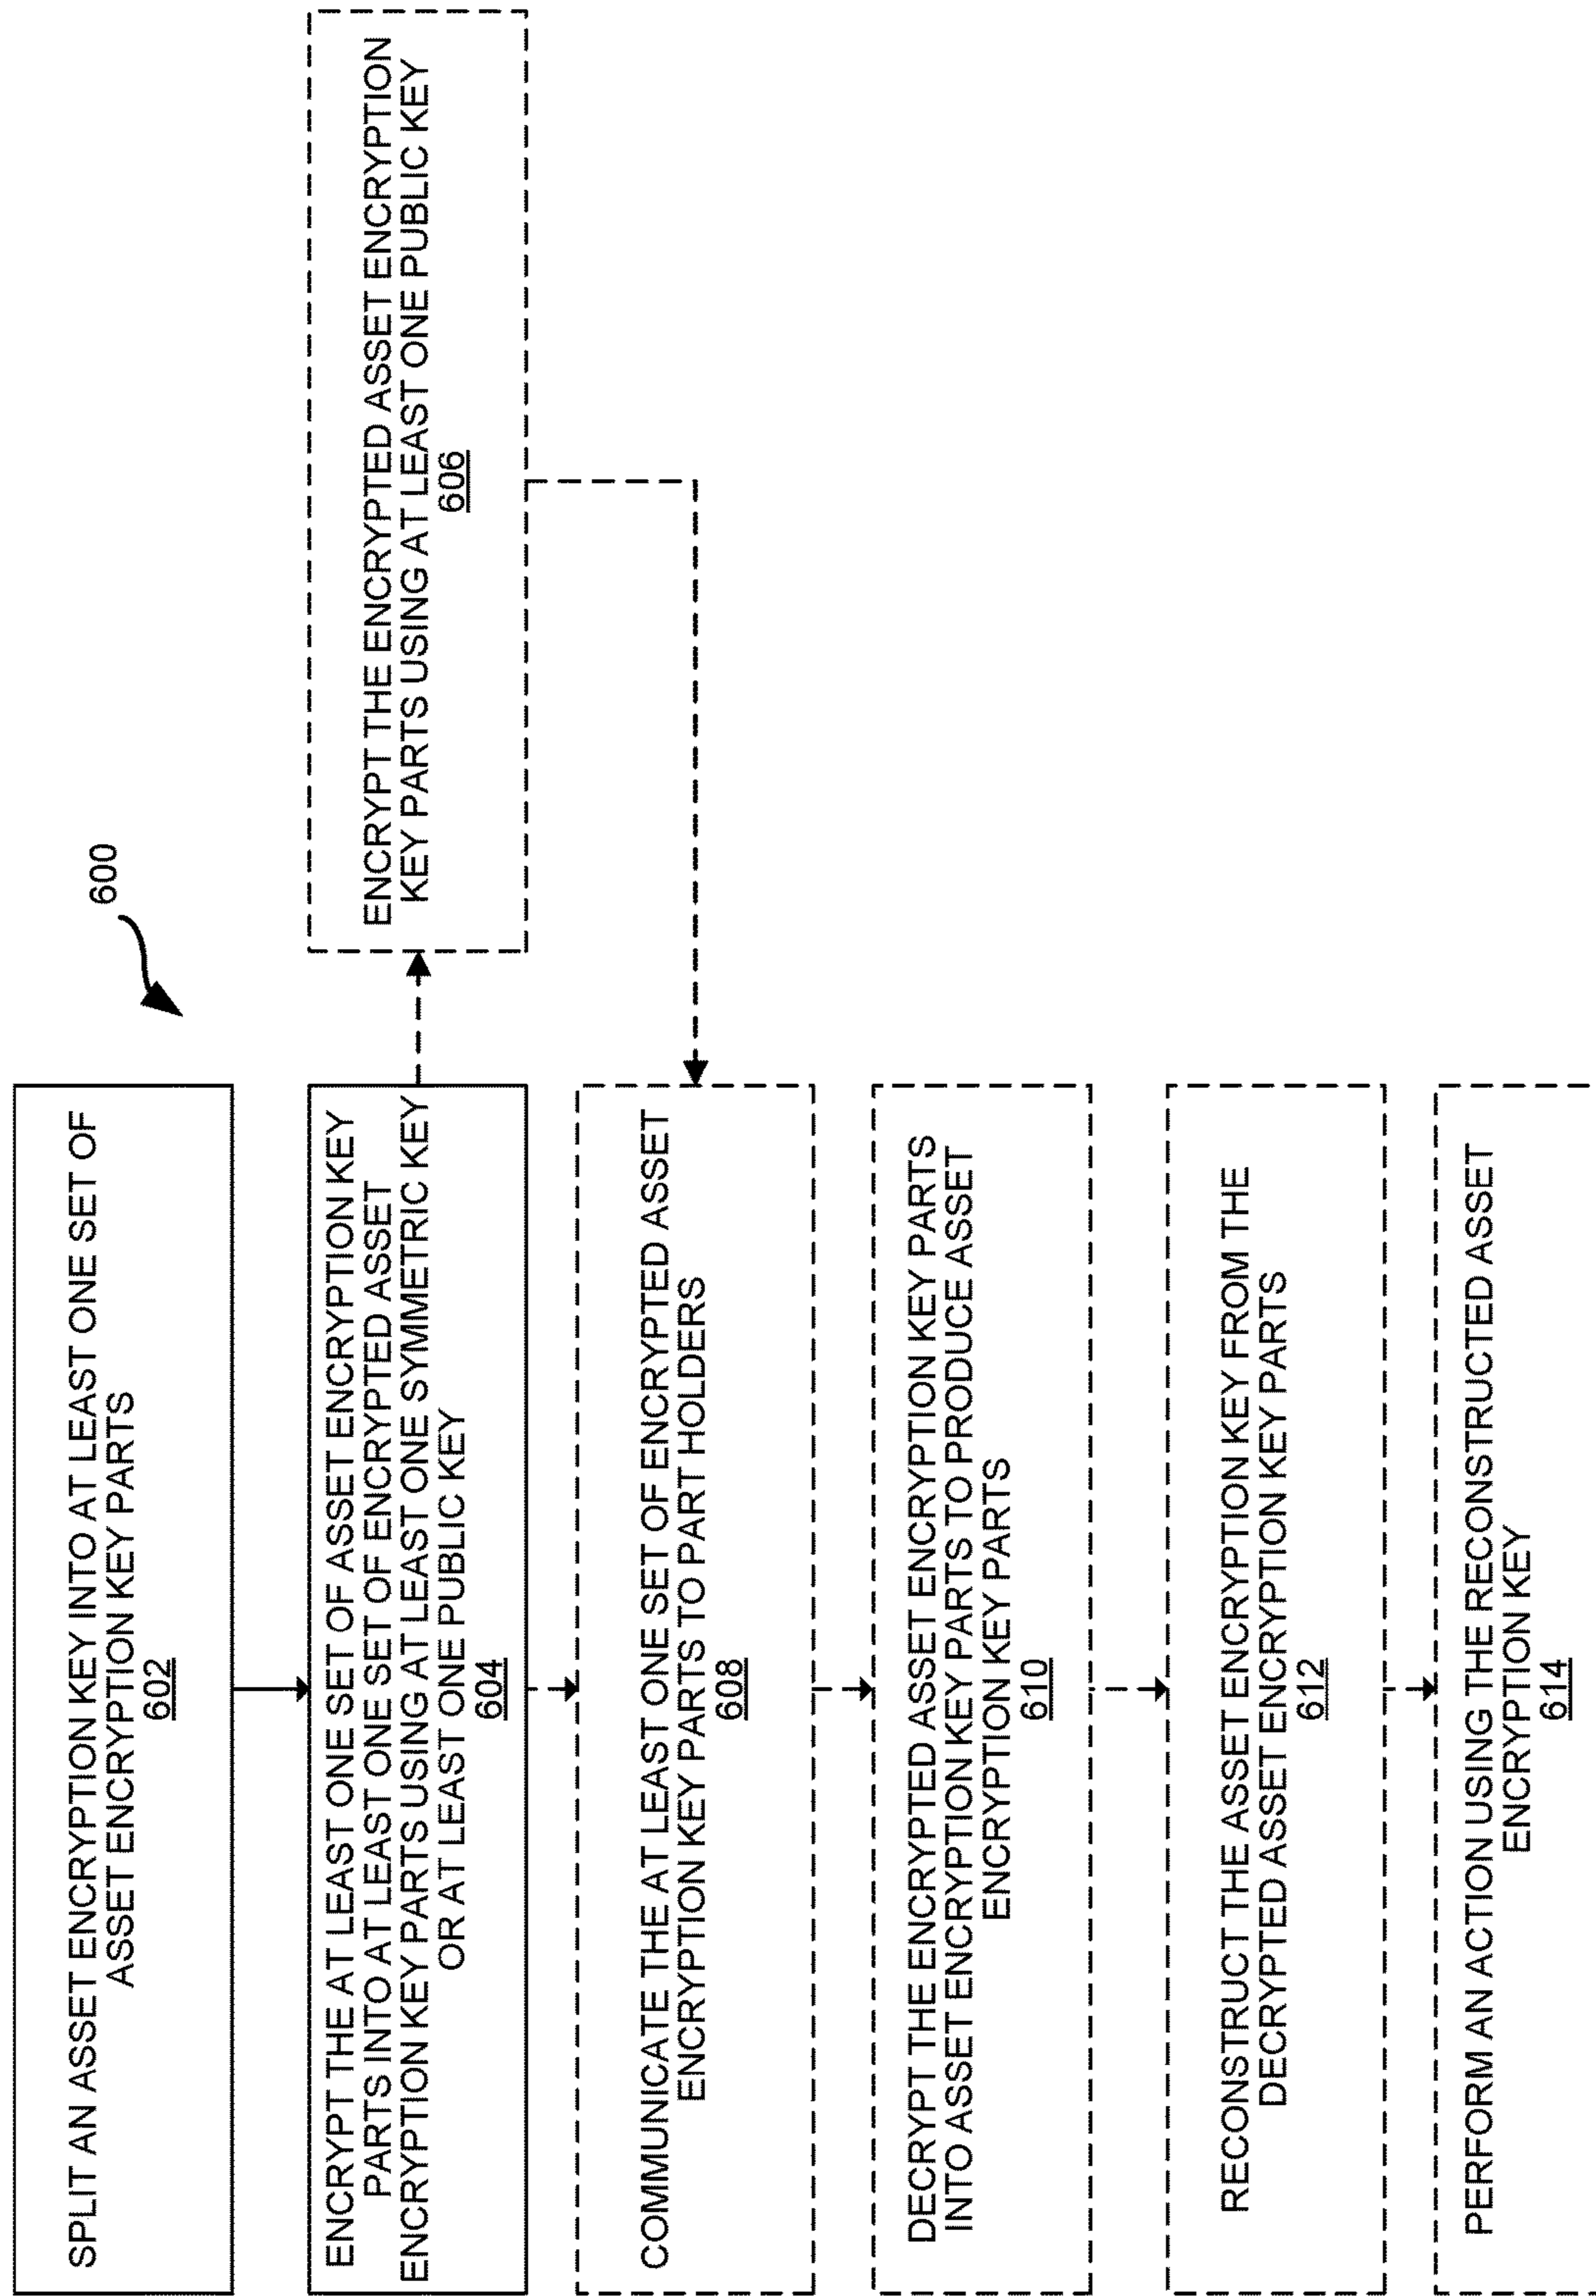 600
SPLIT AN ASSET ENCRYPTION KEY INTO AT LEAST ONE SET OF
ASSET ENCRYPTION KEY PARTS
602
ENCRYPT THE AT LEAST ONE SET OF ASSET ENCRYPTION KEY
PARTS INTO AT LEAST ONE SET OF ENCRYPTED ASSET
ENCRYPTION KEY PARTS USING AT LEAST ONE SYMMETRIC KEY
OR AT LEAST ONE PUBLIC KEY
604
ENCRYPT THE ENCRYPTED ASSET ENCRYPTION
KEY PARTS USING AT LEAST ONE PUBLIC KEY
606
COMMUNICATE THE AT LEAST ONE SET OF ENCRYPTED ASSET
ENCRYPTION KEY PARTS TO PART HOLDERS
608
DECRYPT THE ENCRYPTED ASSET ENCRYPTION KEY PARTS
INTO ASSET ENCRYPTION KEY PARTS TO PRODUCE ASSET
ENCRYPTION KEY PARTS
610
RECONSTRUCT THE ASSET ENCRYPTION KEY FROM THE
DECRYPTED ASSET ENCRYPTION KEY PARTS
612
PERFORM AN ACTION USING THE RECONSTRUCTED ASSET
ENCRYPTION KEY
614